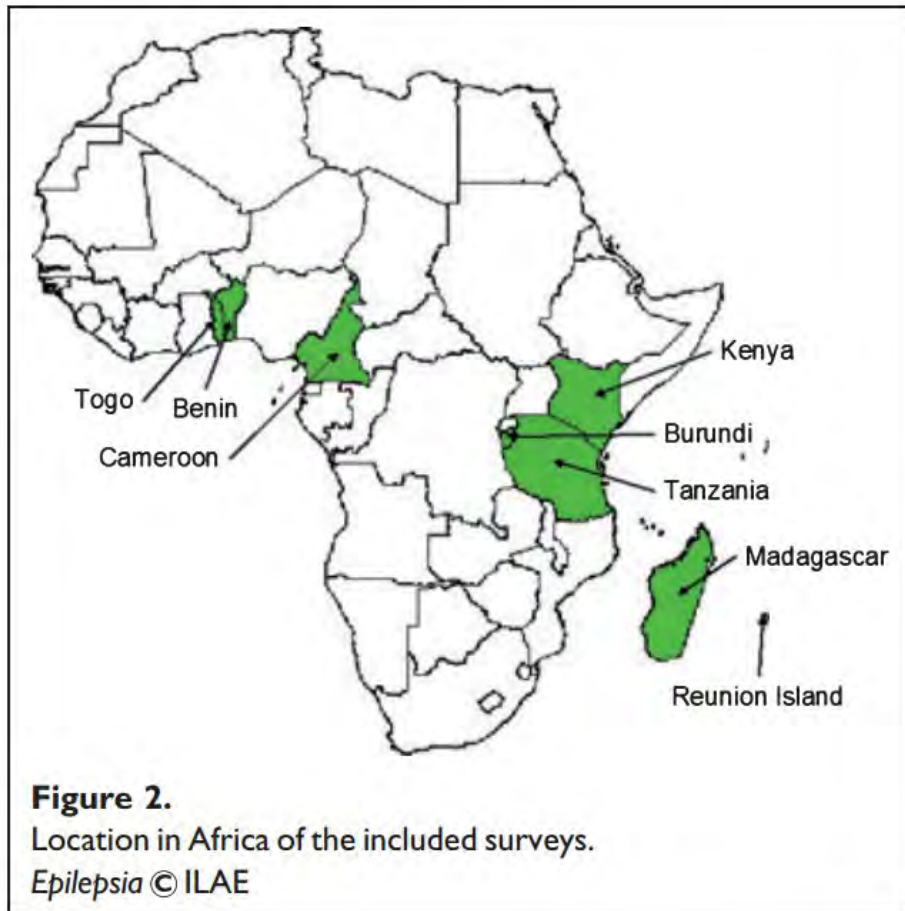 Kenya
Togo
Benin
Burundi
Cameroon
Tanzania
Madagascar
Reunion Island
Figure 2.
Location in Africa of the included surveys.
Epilepsia © ILAE